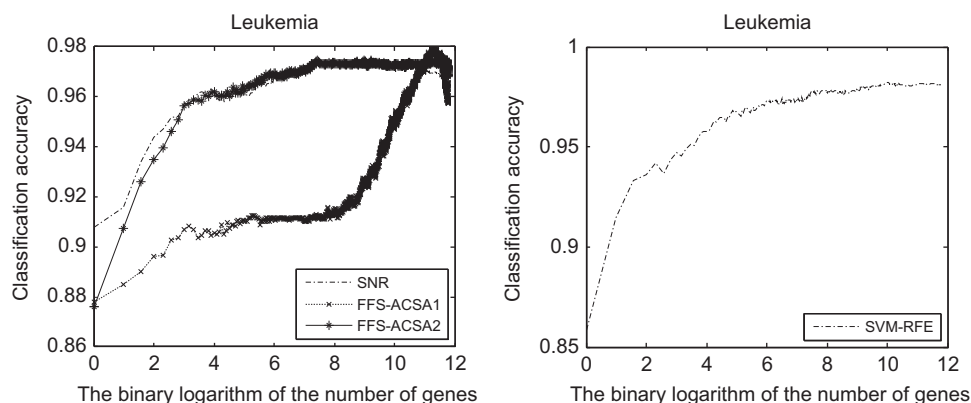 Leukemia
0.98
0.96
0.94
0.92
0.9
0.88
0.86
Classification accuracy
SNR
FFS-ACSA1
FFS-ACSA2
0 2 4 6 8 10 12
The binary logarithm of the number of genes
Leukemia
1
0.95
0.9
0.85
Classification accuracy
SVM-RFE
0 2 4 6 8 10 12
The binary logarithm of the number of genes